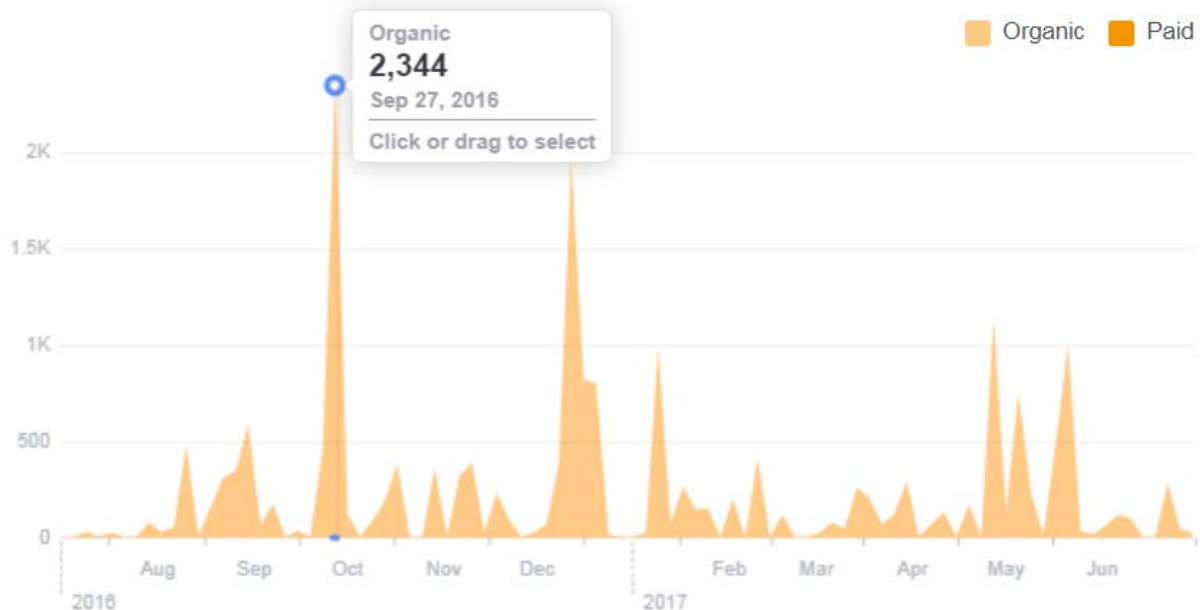 Organic
2,344
Sep 27, 2016
Click or drag to select
Organic Paid
2K
1.5K
1K
500
0
Aug Sep Oct Nov Dec Feb Mar Apr May Jun
2016 2017